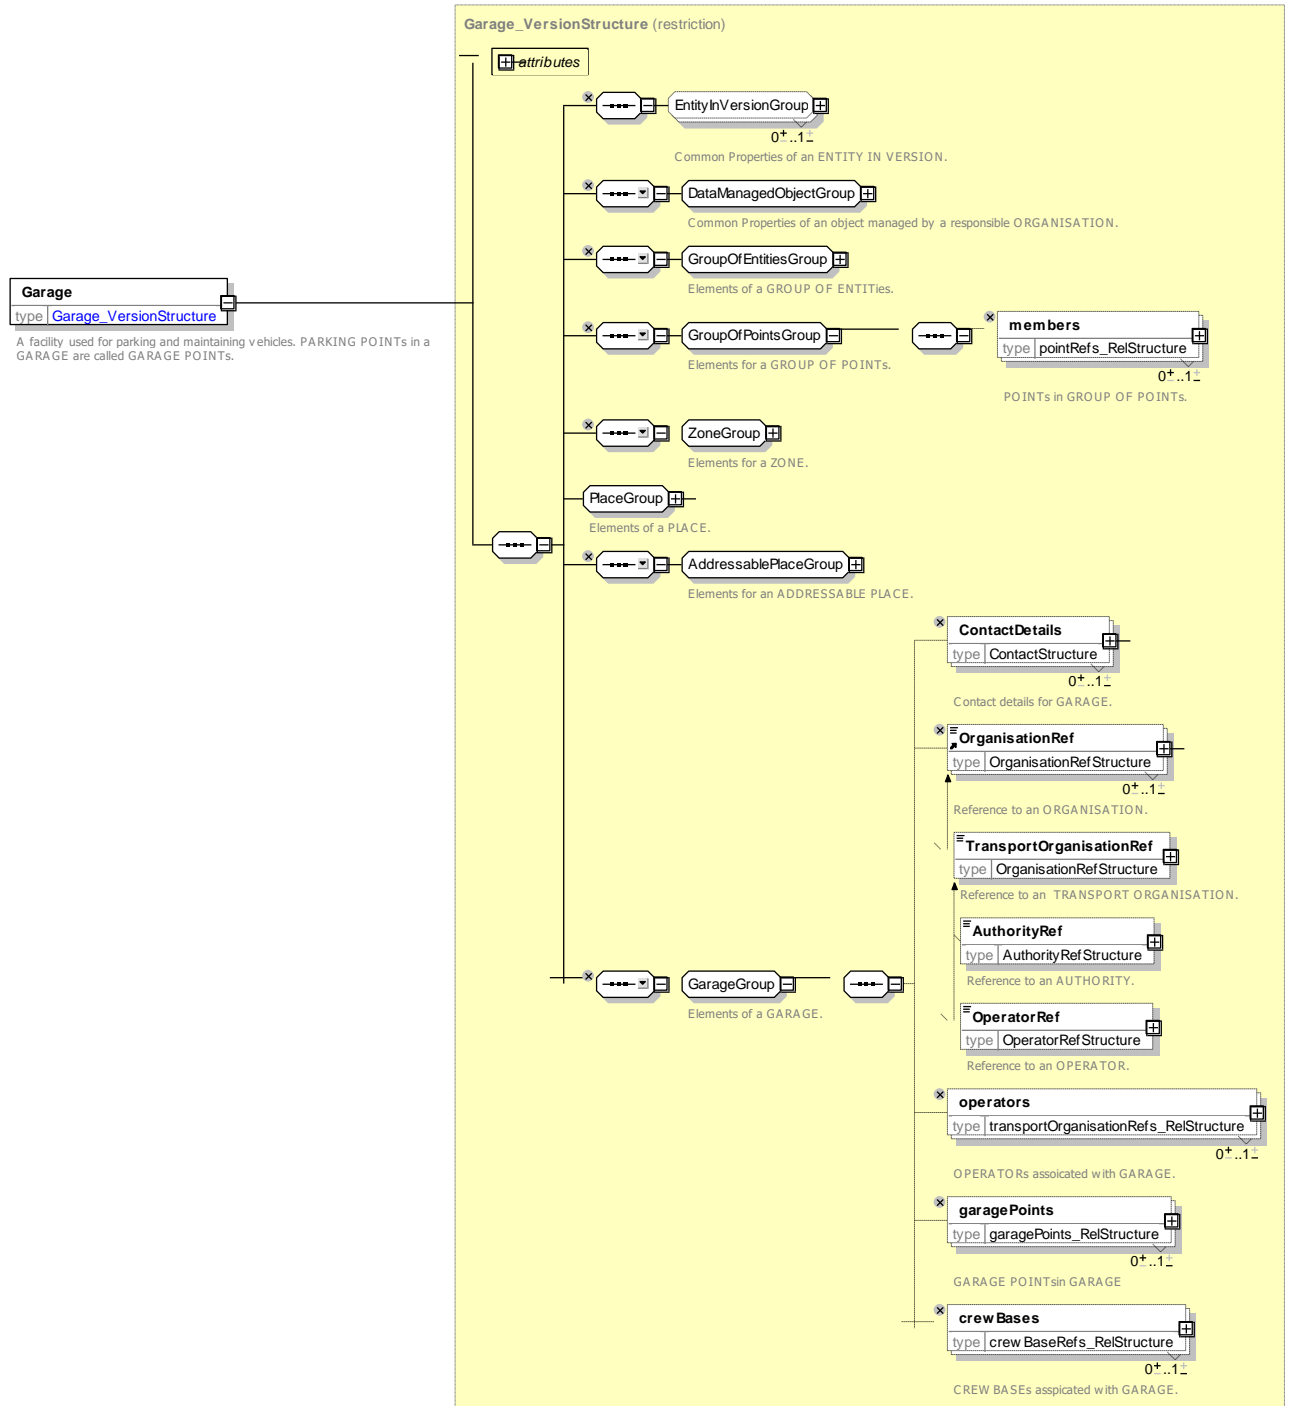 Garage_VersionStructure (restriction)
attributes
EntityInVersionGroup
0..1
Common Properties of an ENTITY IN VERSION.
DataManagedObjectGroup
Common Properties of an object managed by a responsible ORGANISATION.
GroupOfEntitiesGroup
Elements of a GROUP OF ENTITies.
Garage
type Garage_VersionStructure
A facility used for parking and maintaining vehicles. PARKING POINTs in a
GARAGE are called GARAGE POINTs.
GroupOfPointsGroup
Elements for a GROUP OF POINTs.
members
type pointRefs_RelStructure
0..1
POINTs in GROUP OF POINTs.
ZoneGroup
Elements for a ZONE.
PlaceGroup
Elements of a PLACE.
AddressablePlaceGroup
Elements for an ADDRESSABLE PLACE.
ContactDetails
type ContactStructure
0..1
Contact details for GARAGE.
OrganisationRef
type OrganisationRefStructure
0..1
Reference to an ORGANISATION.
TransportOrganisationRef
type OrganisationRefStructure
Reference to an TRANSPORT ORGANISATION.
AuthorityRef
type AuthorityRefStructure
Reference to an AUTHORITY.
GarageGroup
Elements of a GARAGE.
OperatorRef
type OperatorRefStructure
Reference to an OPERATOR.
operators
type transportOrganisationRefs_RelStructure
0..1
OPERATORs assoicated with GARAGE.
garagePoints
type garagePoints_RelStructure
0..1
GARAGE POINTsin GARAGE
crewBases
type crewBaseRefs_RelStructure
0..1
CREW BASEs asspicated with GARAGE.